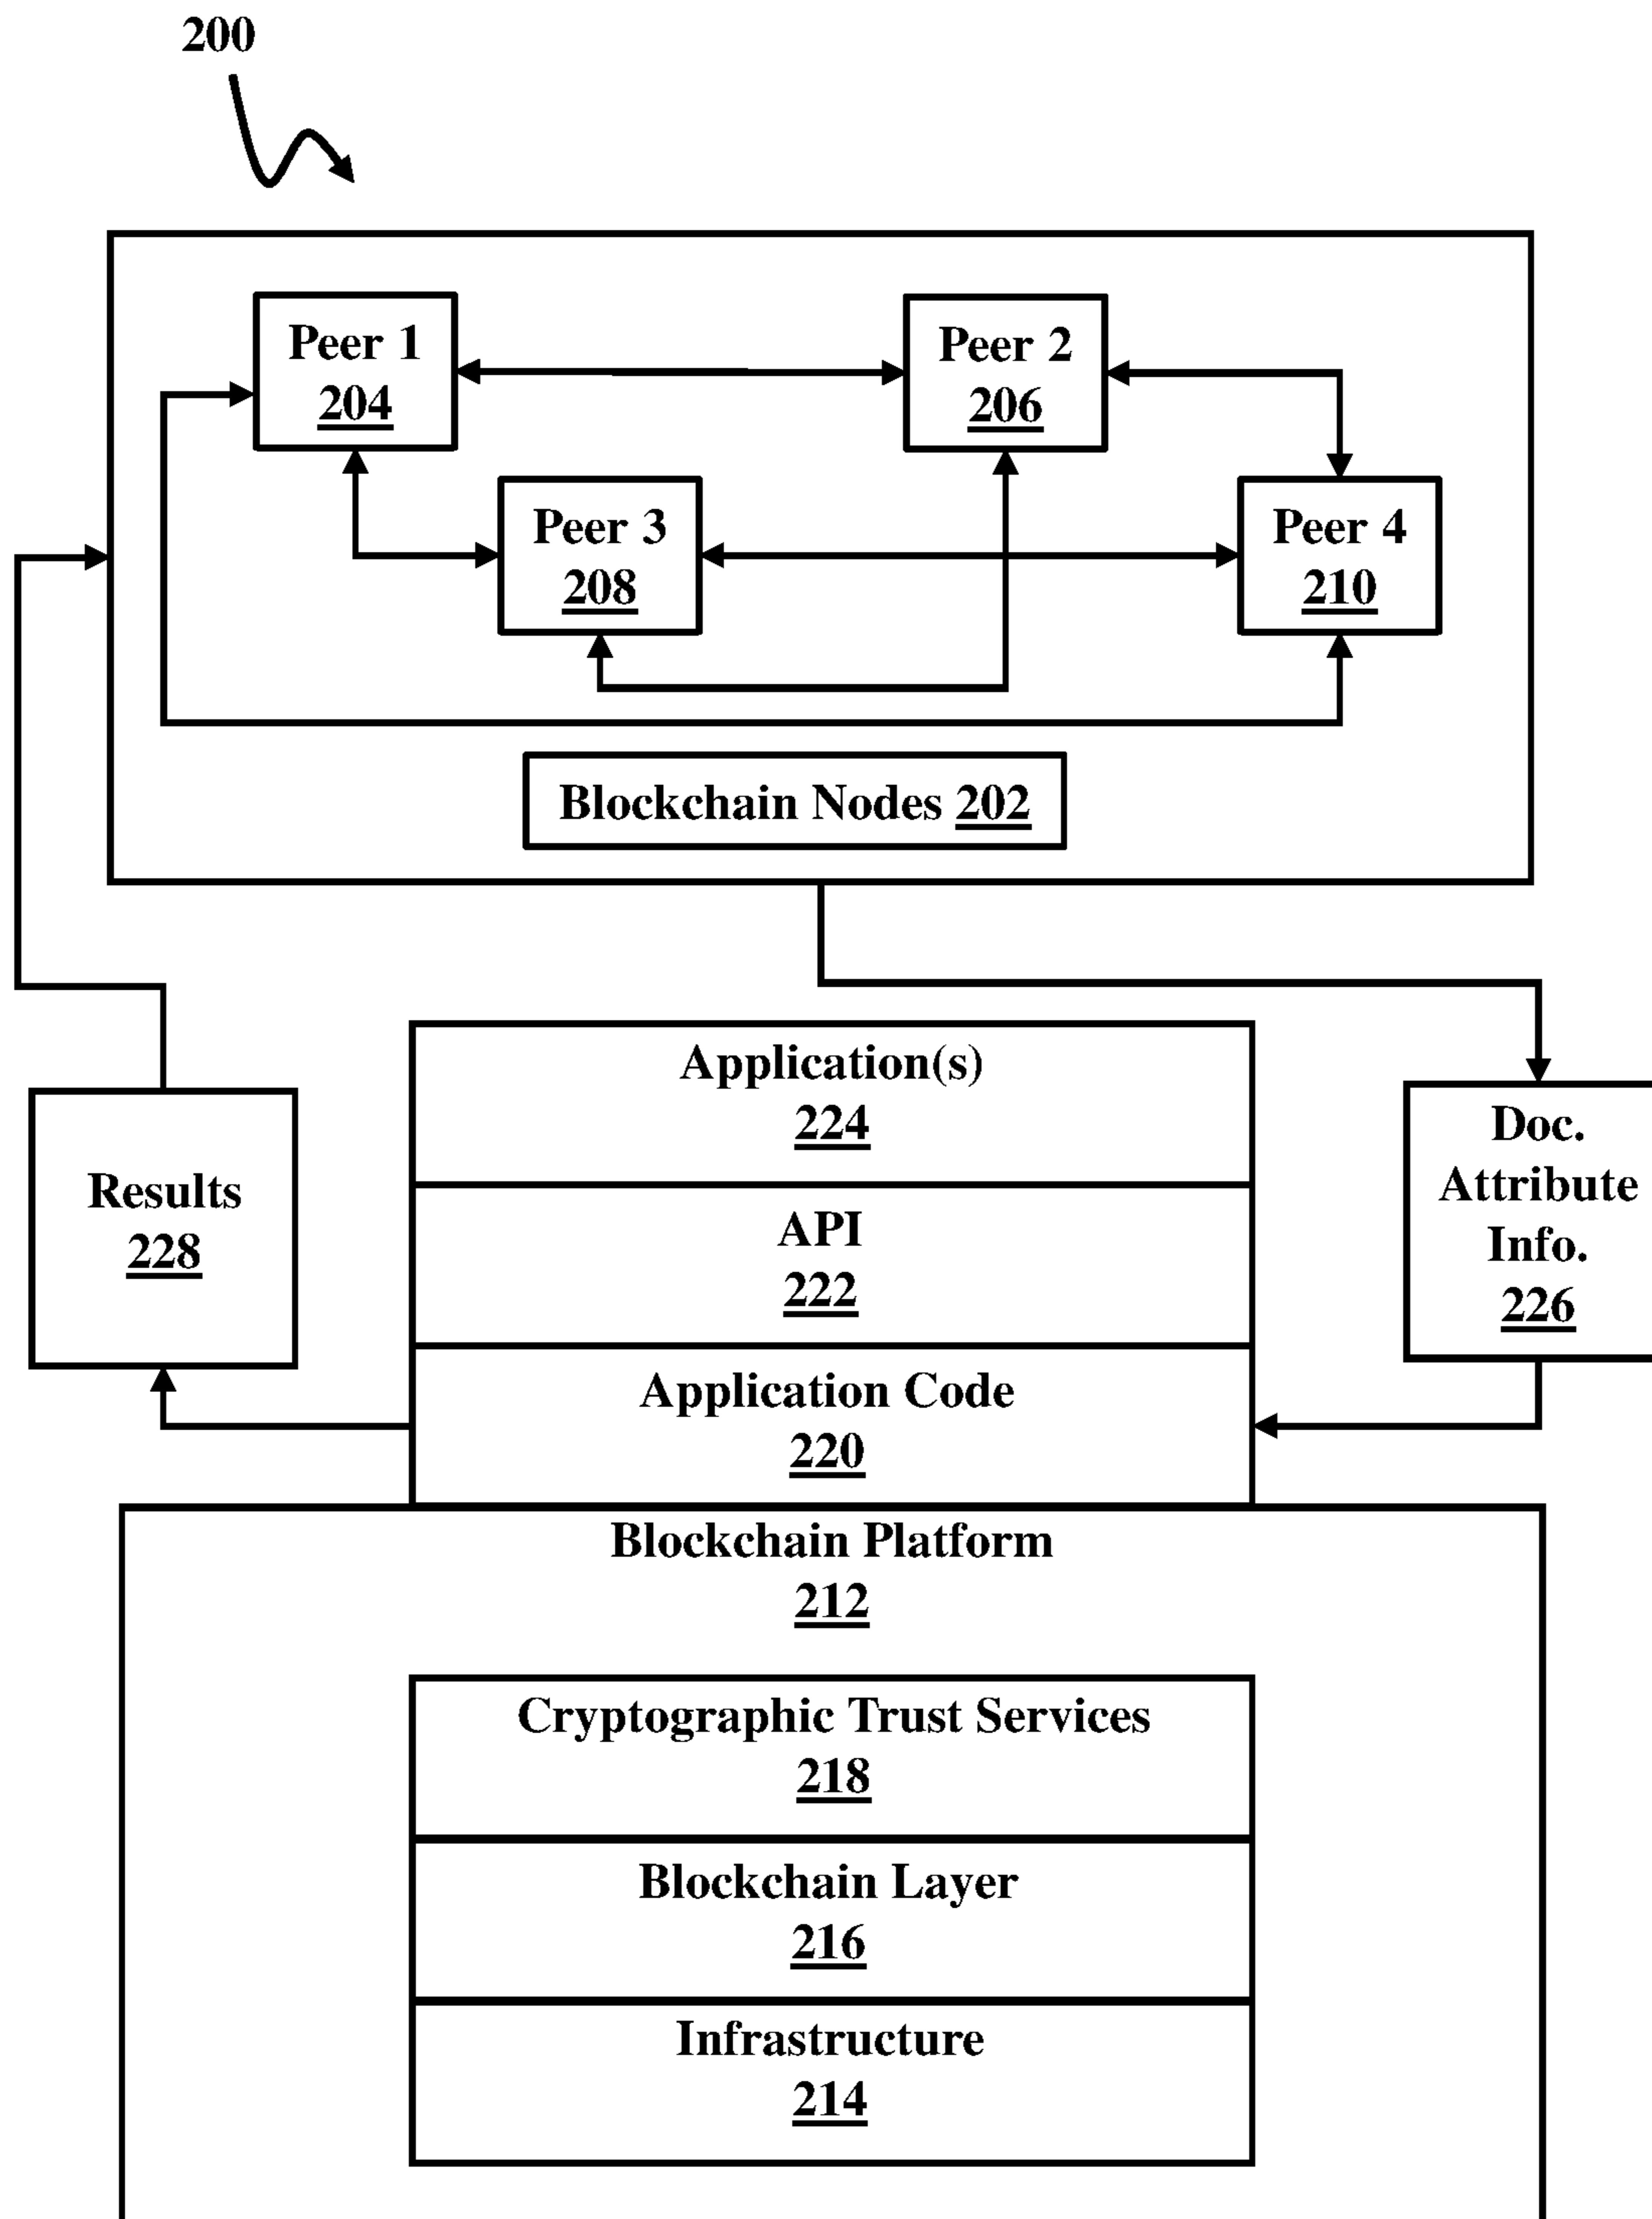 200
Peer 1
204
Peer 2
206
Peer 3
208
Peer 4
210
Blockchain Nodes 202
Application(s)
224
API
222
Application Code
220
Results
228
Doc.
Attribute
Info.
226
Blockchain Platform
212
Cryptographic Trust Services
218
Blockchain Layer
216
Infrastructure
214